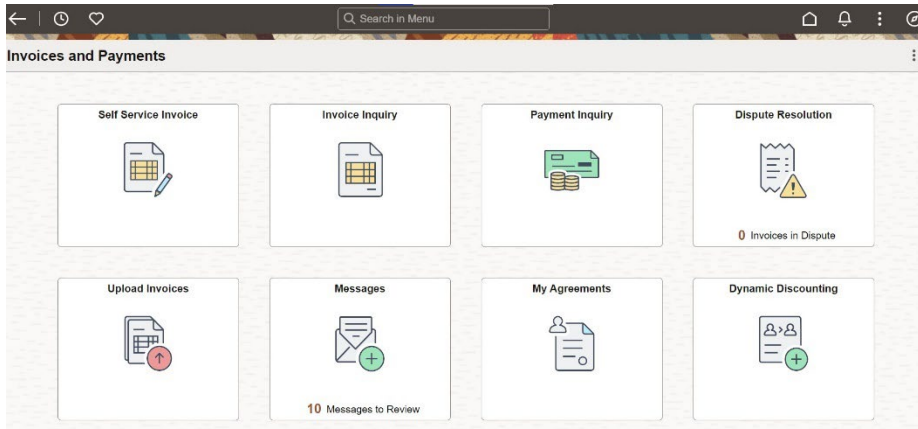 Search in Menu
Invoices and Payments
Self Service Invoice
Invoice Inquiry
Payment Inquiry
Dispute Resolution
0 Invoices in Dispute
Upload Invoices
Messages
My Agreements
Dynamic Discounting
10 Messages to Review